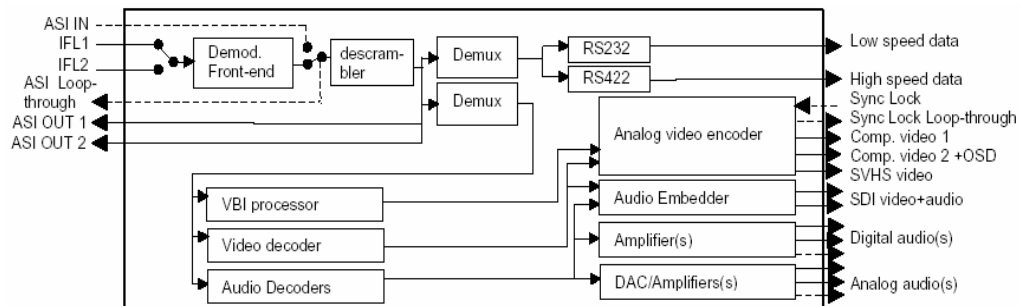 ASI IN
IFL1
IFL2
ASI Loop-
through
ASI OUT 1
ASI OUT 2
Demod.
Front-end
descram-
bler
Demux
Demux
RS232
RS422
Analog video encoder
VBI processor
Video decoder
Audio Decoders
Audio Embedder
Amplifier(s)
DAC/Amplifiers(s)
Low speed data
High speed data
Sync Lock
Sync Lock Loop-through
Comp. video 1
Comp. video 2 +OSD
SVHS video
SDI video+audio
Digital audio(s)
Analog audio(s)